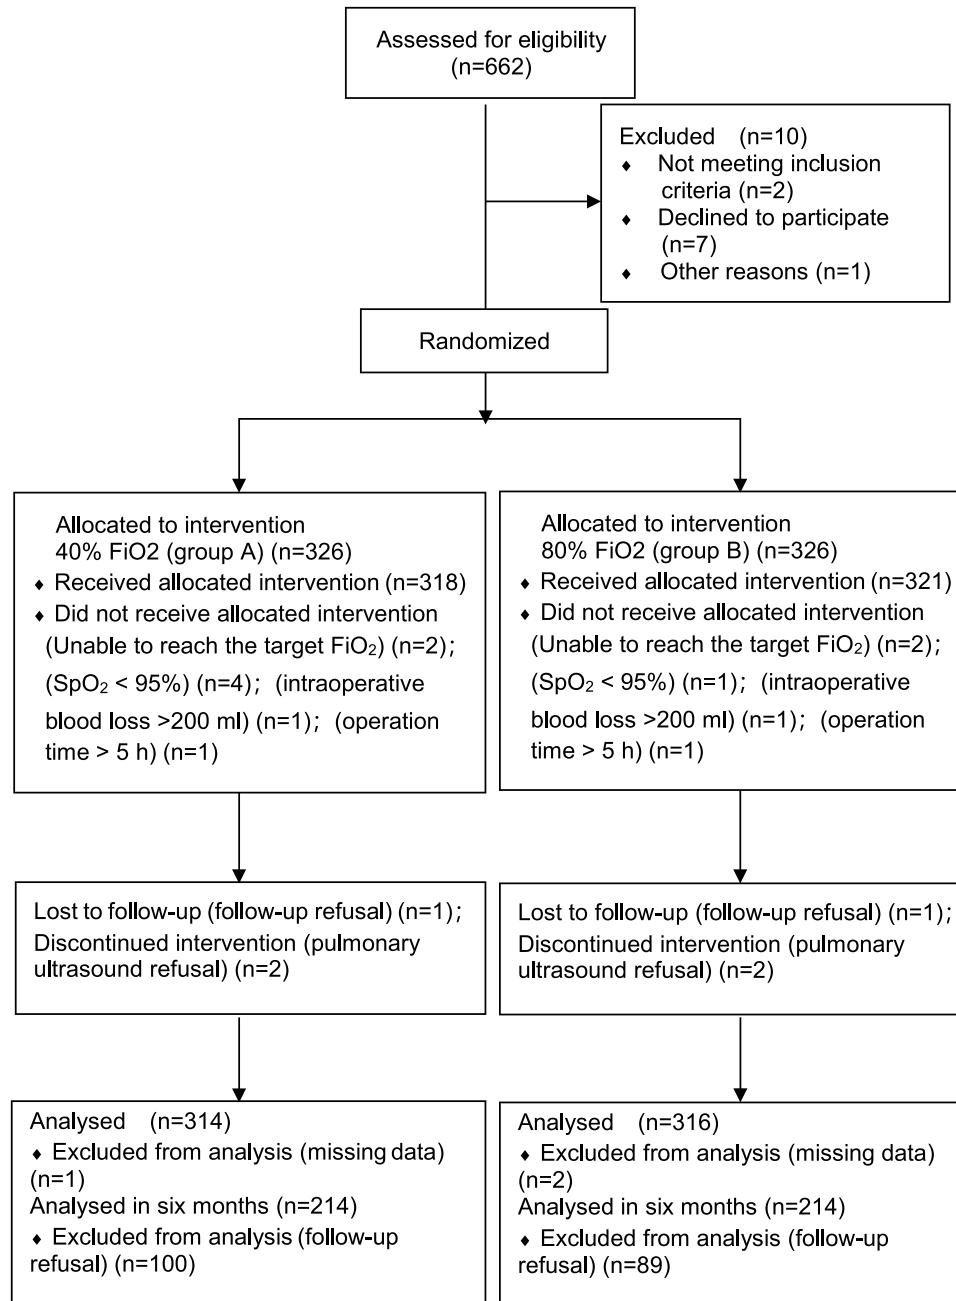 Assessed for eligibility
(n=662)
Excluded (n=10)
♦ Not meeting inclusion
criteria (n=2)
♦ Declined to participate
(n=7)
♦ Other reasons (n=1)
Randomized
Allocated to intervention
40% FiO2 (group A) (n=326)
♦ Received allocated intervention (n=318)
♦ Did not receive allocated intervention
(Unable to reach the target FiO₂) (n=2);
(SpO₂ < 95%) (n=4); (intraoperative
blood loss >200 ml) (n=1); (operation
time > 5 h) (n=1)
Allocated to intervention
80% FiO2 (group B) (n=326)
♦ Received allocated intervention (n=321)
♦ Did not receive allocated intervention
(Unable to reach the target FiO₂) (n=2);
(SpO₂ < 95%) (n=1); (intraoperative
blood loss >200 ml) (n=1); (operation
time > 5 h) (n=1)
Lost to follow-up (follow-up refusal) (n=1);
Discontinued intervention (pulmonary
ultrasound refusal) (n=2)
Lost to follow-up (follow-up refusal) (n=1);
Discontinued intervention (pulmonary
ultrasound refusal) (n=2)
Analysed (n=314)
♦ Excluded from analysis (missing data)
(n=1)
Analysed in six months (n=214)
♦ Excluded from analysis (follow-up
refusal) (n=100)
Analysed (n=316)
♦ Excluded from analysis (missing data)
(n=2)
Analysed in six months (n=214)
♦ Excluded from analysis (follow-up
refusal) (n=89)